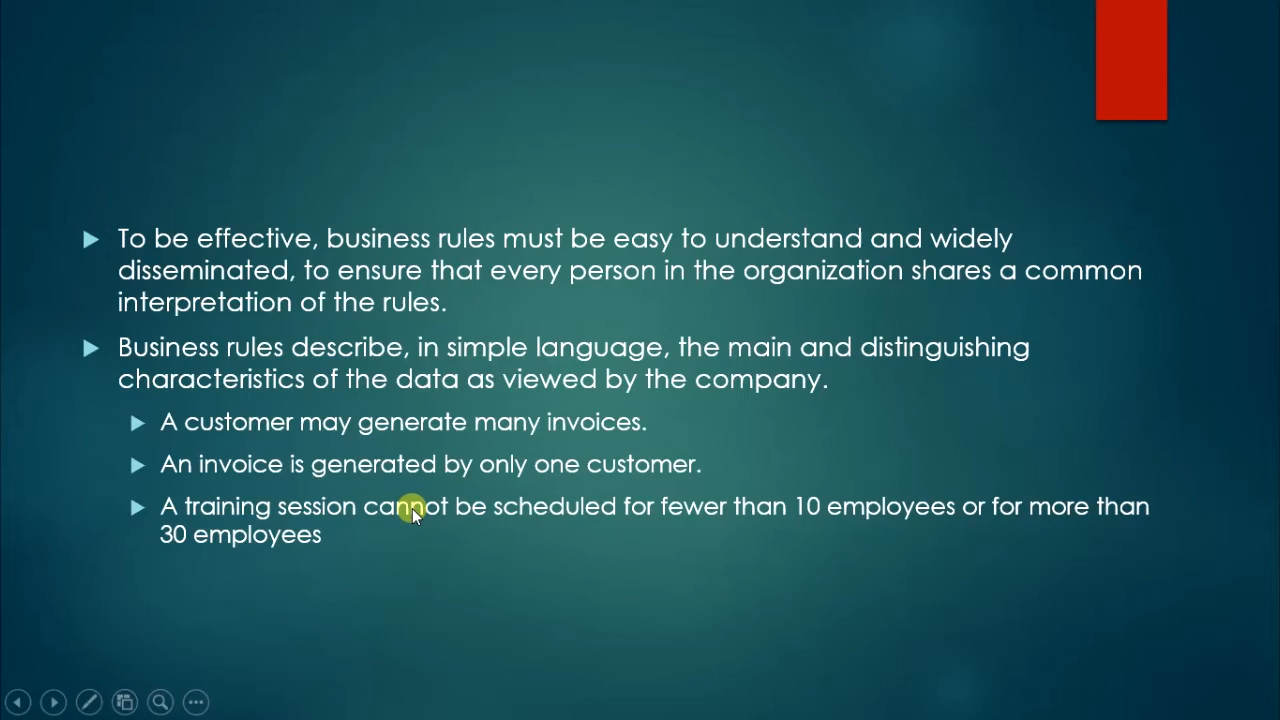 To be effective, business rules must be easy to understand and widely
disseminated, to ensure that every person in the organization shares a common
interpretation of the rules.
Business rules describe, in simple language, the main and distinguishing
characteristics of the data as viewed by the company.
A customer may generate many invoices.
An invoice is generated by only one customer.
A training session cannot be scheduled for fewer than 10 employees or for more than
30 employees